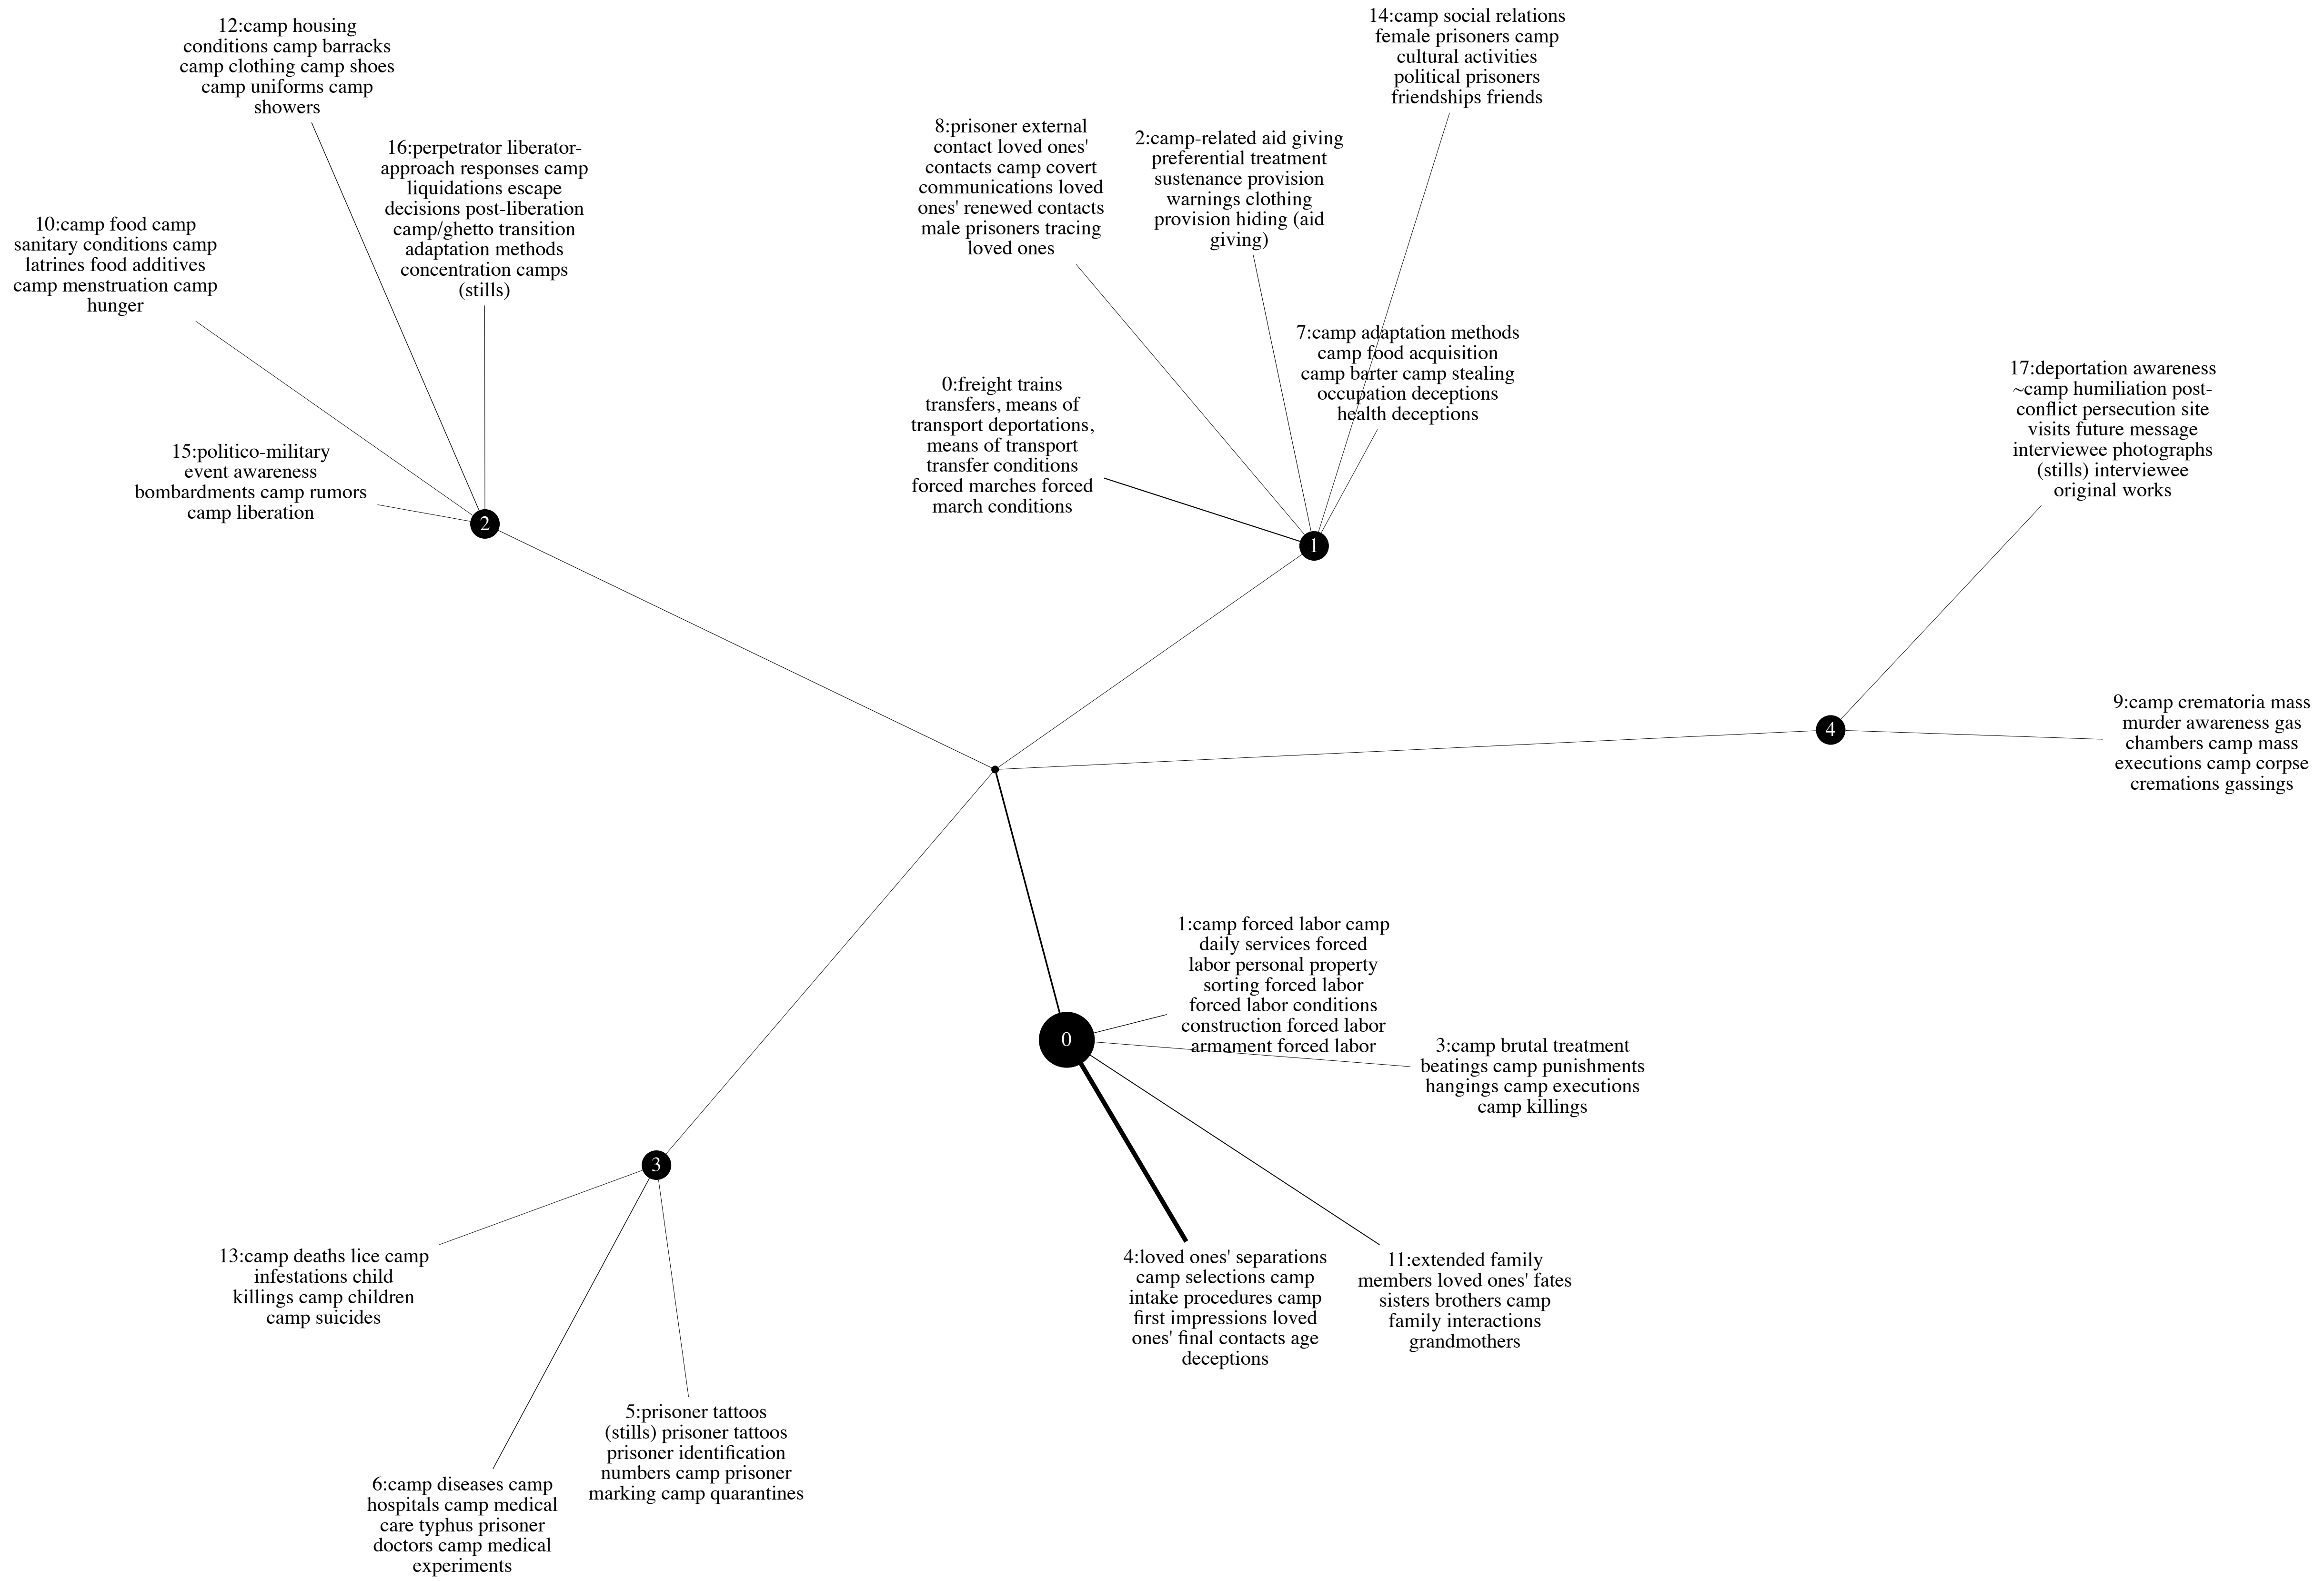 12:camp housing
conditions camp barracks
camp clothing camp shoes
camp uniforms camp
showers
14:camp social relations
female prisoners camp
cultural activities
political prisoners
friendships friends
8:prisoner external
contact loved ones'
contacts camp covert
communications loved
ones' renewed contacts
male prisoners tracing
loved ones
2:camp-related aid giving
preferential treatment
sustenance provision
warnings clothing
provision hiding (aid
giving)
16:perpetrator liberator-
approach responses camp
liquidations escape
decisions post-liberation
camp/ghetto transition
adaptation methods
concentration camps
(stills)
10:camp food camp
sanitary conditions camp
latrines food additives
camp menstruation camp
hunger
7:camp adaptation methods
camp food acquisition
camp barter camp stealing
occupation deceptions
health deceptions
17:deportation awareness
~camp humiliation post-
conflict persecution site
visits future message
interviewee photographs
(stills) interviewee
original works
0:freight trains
transfers, means of
transport deportations,
means of transport
transfer conditions
forced marches forced
march conditions
15:politico-military
event awareness
bombardments camp rumors
camp liberation
2
1
9:camp crematoria mass
murder awareness gas
chambers camp mass
executions camp corpse
cremations gassings
4
1:camp forced labor camp
daily services forced
labor personal property
sorting forced labor
forced labor conditions
construction forced labor
armament forced labor
0
3:camp brutal treatment
beatings camp punishments
hangings camp executions
camp killings
3
13:camp deaths lice camp
infestations child
killings camp children
camp suicides
4:loved ones' separations
camp selections camp
intake procedures camp
first impressions loved
ones' final contacts age
deceptions
11:extended family
members loved ones' fates
sisters brothers camp
family interactions
grandmothers
5:prisoner tattoos
(stills) prisoner tattoos
prisoner identification
numbers camp prisoner
marking camp quarantines
6:camp diseases camp
hospitals camp medical
care typhus prisoner
doctors camp medical
experiments